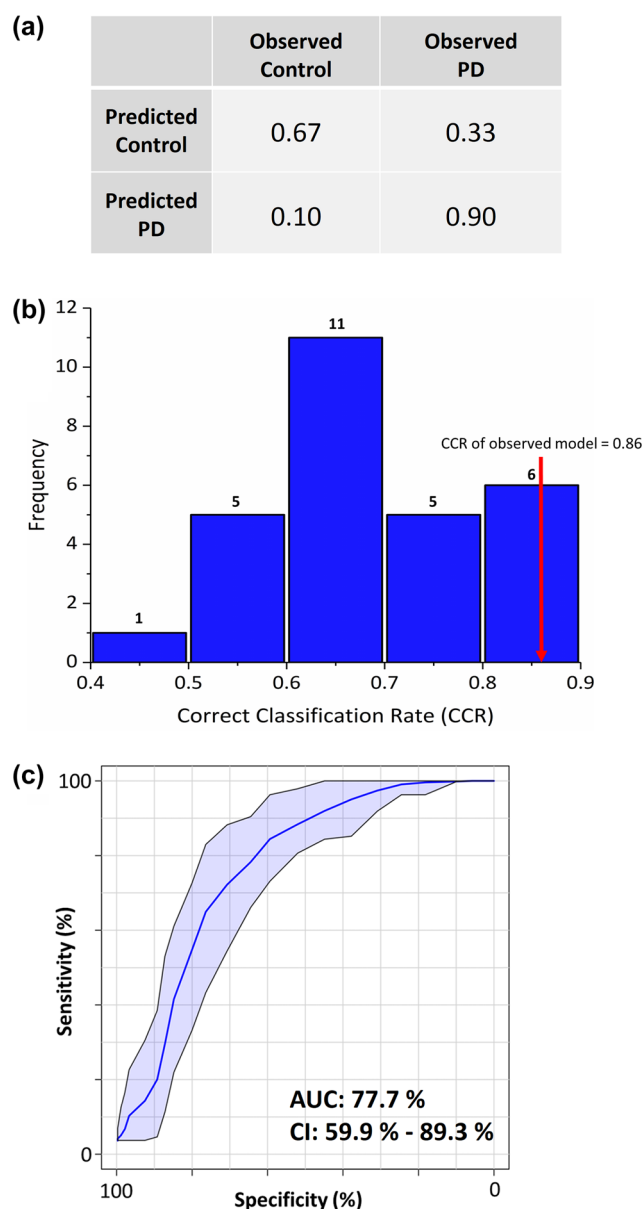 (a)
Observed Observed
Control PD
Predicted
Control
0.67 0.33
Predicted
PD
0.10 0.90
(b)
12
11
10
CCR of observed model = 0.86
8
6
6
5 5
4
2
1
0
Frequency
0.4 0.5 0.6 0.7 0.8 0.9
Correct Classification Rate (CCR)
(c)
100
Sensitivity (%)
AUC: 77.7 %
CI: 59.9 % - 89.3 %
0
100 0
Specificity (%)